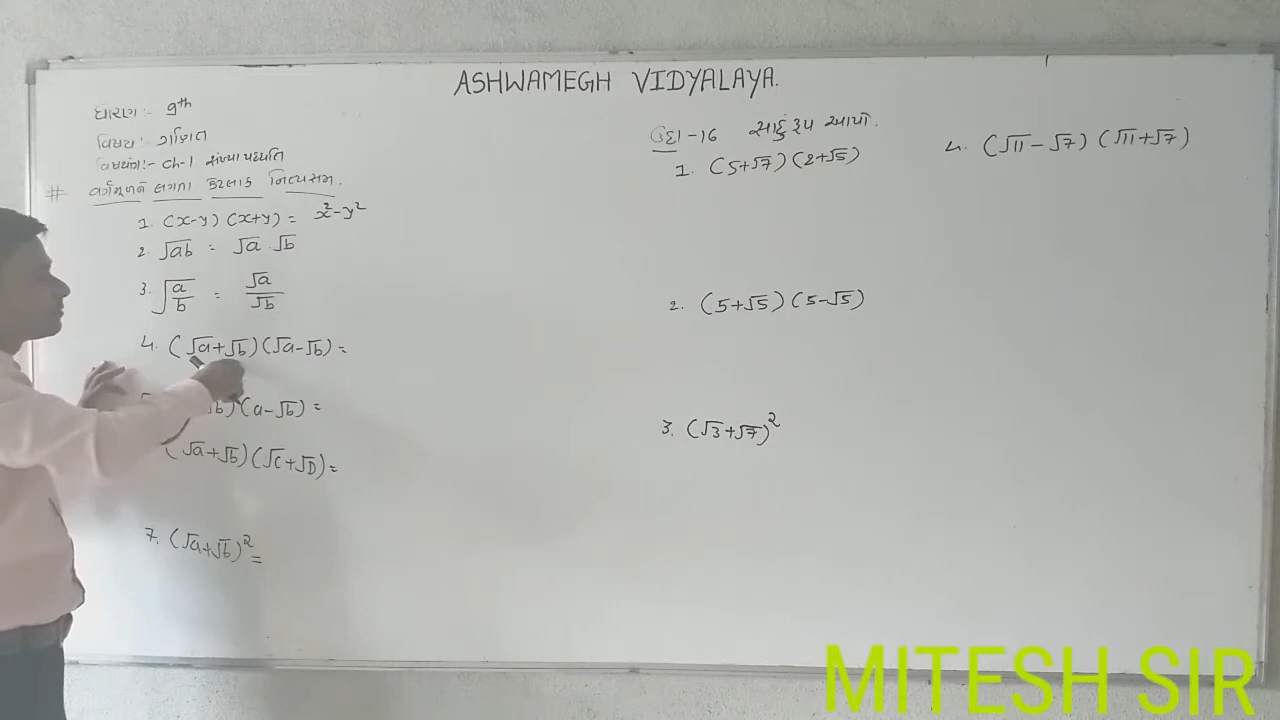 ASHWAMEGH VIDYALAYA.
ધોરણ:- 9th
વિષય: ગણિત
વિષયાંગ:- Ch-1 સંખ્યા પદ્ધતિ
# વર્ગમૂળને લગતા કેટલાક નિત્યસમ.
1. (x-y) (x+y) = x²-y²
2. √ab = √a √b
3. √(a/b) = √a/√b
4. (√a+√b)(√a-√b) =
b)(a-√b) =
(√a+√b)(√c+√D) =
7. (√a+√b)² =
ઉદા-16 સાદું રૂપ આપો.
1. (5+√7)(2+√5)
2. (5+√5)(5-√5)
3. (√3+√7)²
4. (√11-√7) (√11+√7)
MITESH SIR